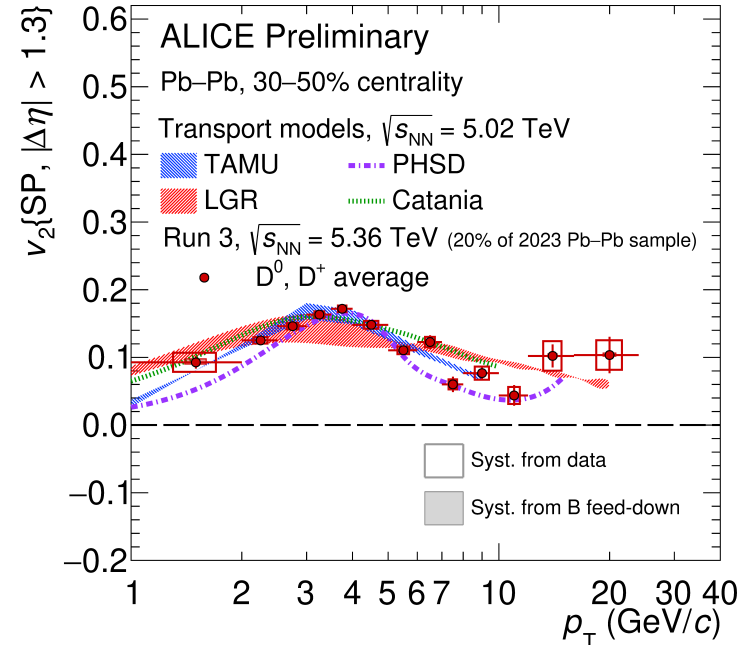 ALICE Preliminary
Pb–Pb, 30–50% centrality
Transport models, √sNN = 5.02 TeV
TAMU PHSD
LGR Catania
Run 3, √sNN = 5.36 TeV (20% of 2023 Pb–Pb sample)
D0, D+ average
v2{SP, |Δη| > 1.3}
0.6
0.5
0.4
0.3
0.2
0.1
0.0
−0.1
−0.2
Syst. from data
Syst. from B feed-down
1 2 3 4 5 6 7 10 20 30 40
pT (GeV/c)